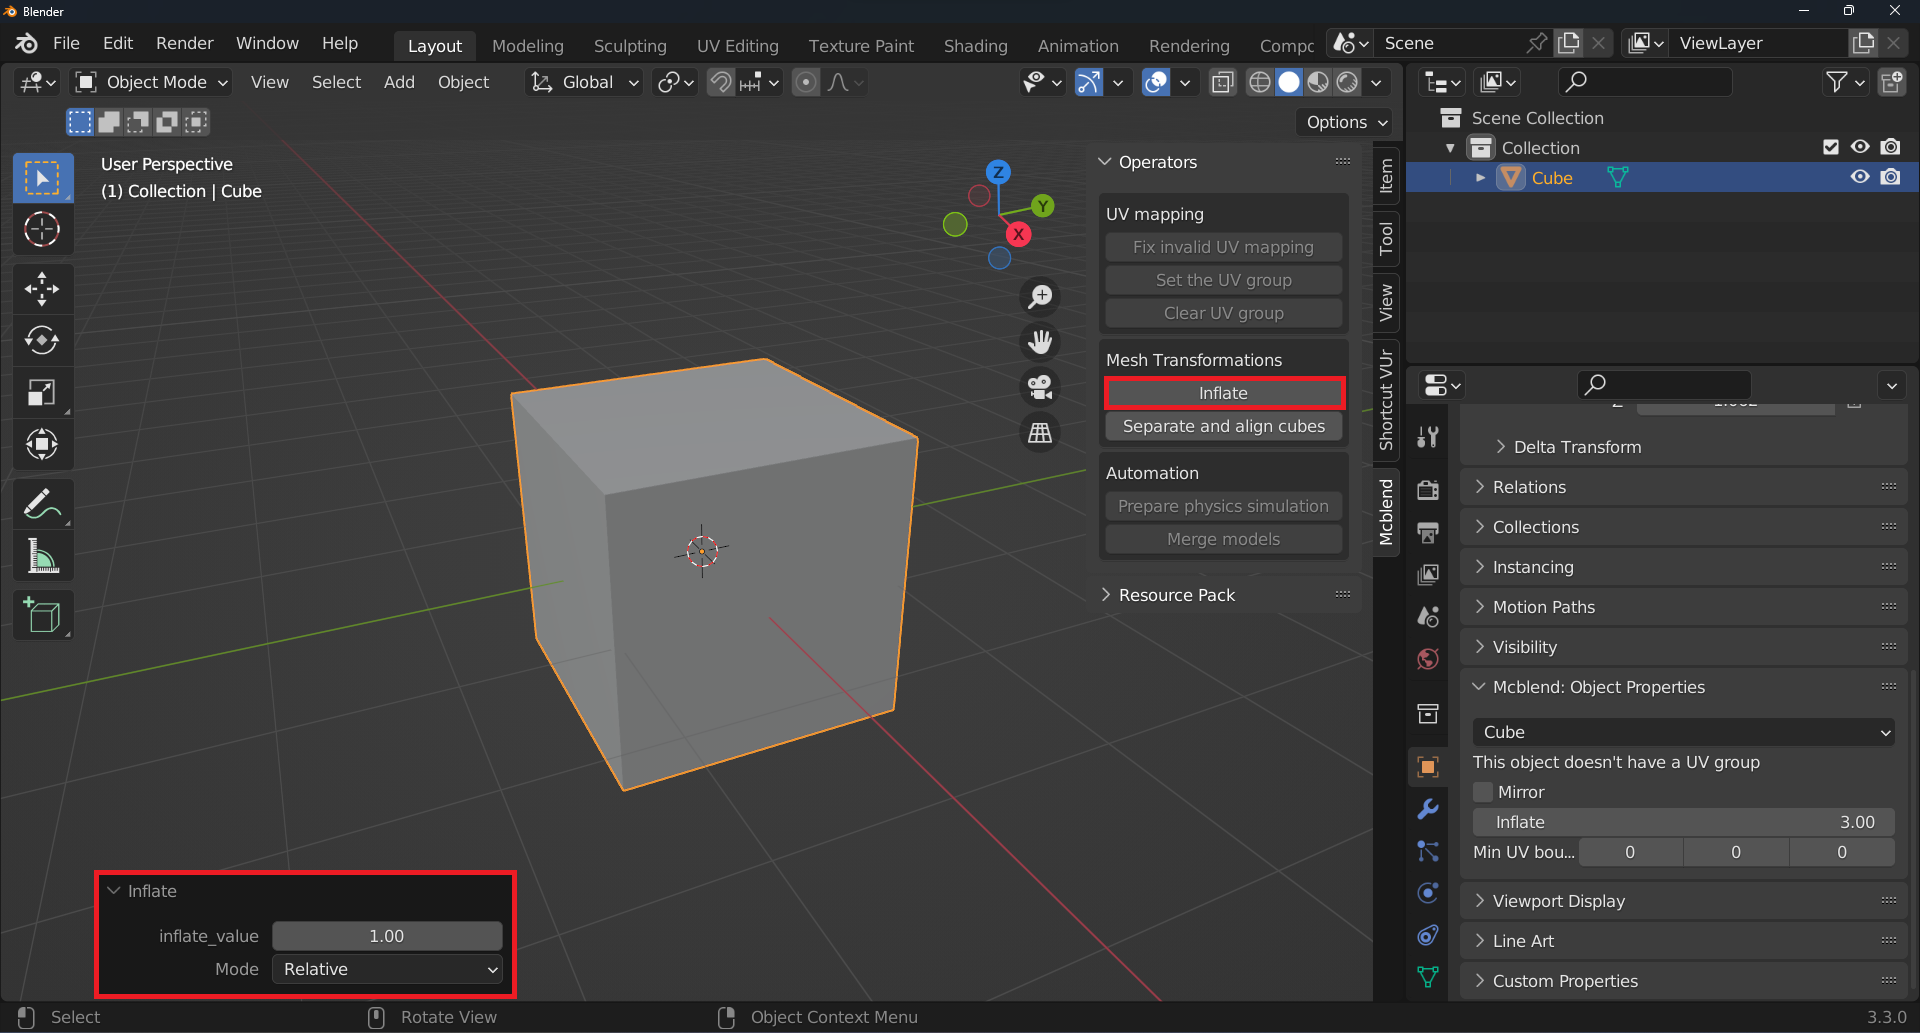 Blender
File Edit Render Window Help Layout Modeling Sculpting UV Editing Texture Paint Shading Animation Rendering Compc Scene ViewLayer
Object Mode View Select Add Object Global
Options
User Perspective
(1) Collection | Cube
Z
Y
X
Operators
UV mapping
Fix invalid UV mapping
Set the UV group
Clear UV group
Mesh Transformations
Inflate
Separate and align cubes
Automation
Prepare physics simulation
Merge models
Resource Pack
Item
Tool
View
Shortcut VUr
Mcblend
Scene Collection
Collection
Cube
Delta Transform
Relations
Collections
Instancing
Motion Paths
Visibility
Mcblend: Object Properties
Cube
This object doesn't have a UV group
Mirror
Inflate 3.00
Min UV bou... 0 0 0
Viewport Display
Line Art
Custom Properties
Inflate
inflate_value 1.00
Mode Relative
Select Rotate View Object Context Menu 3.3.0